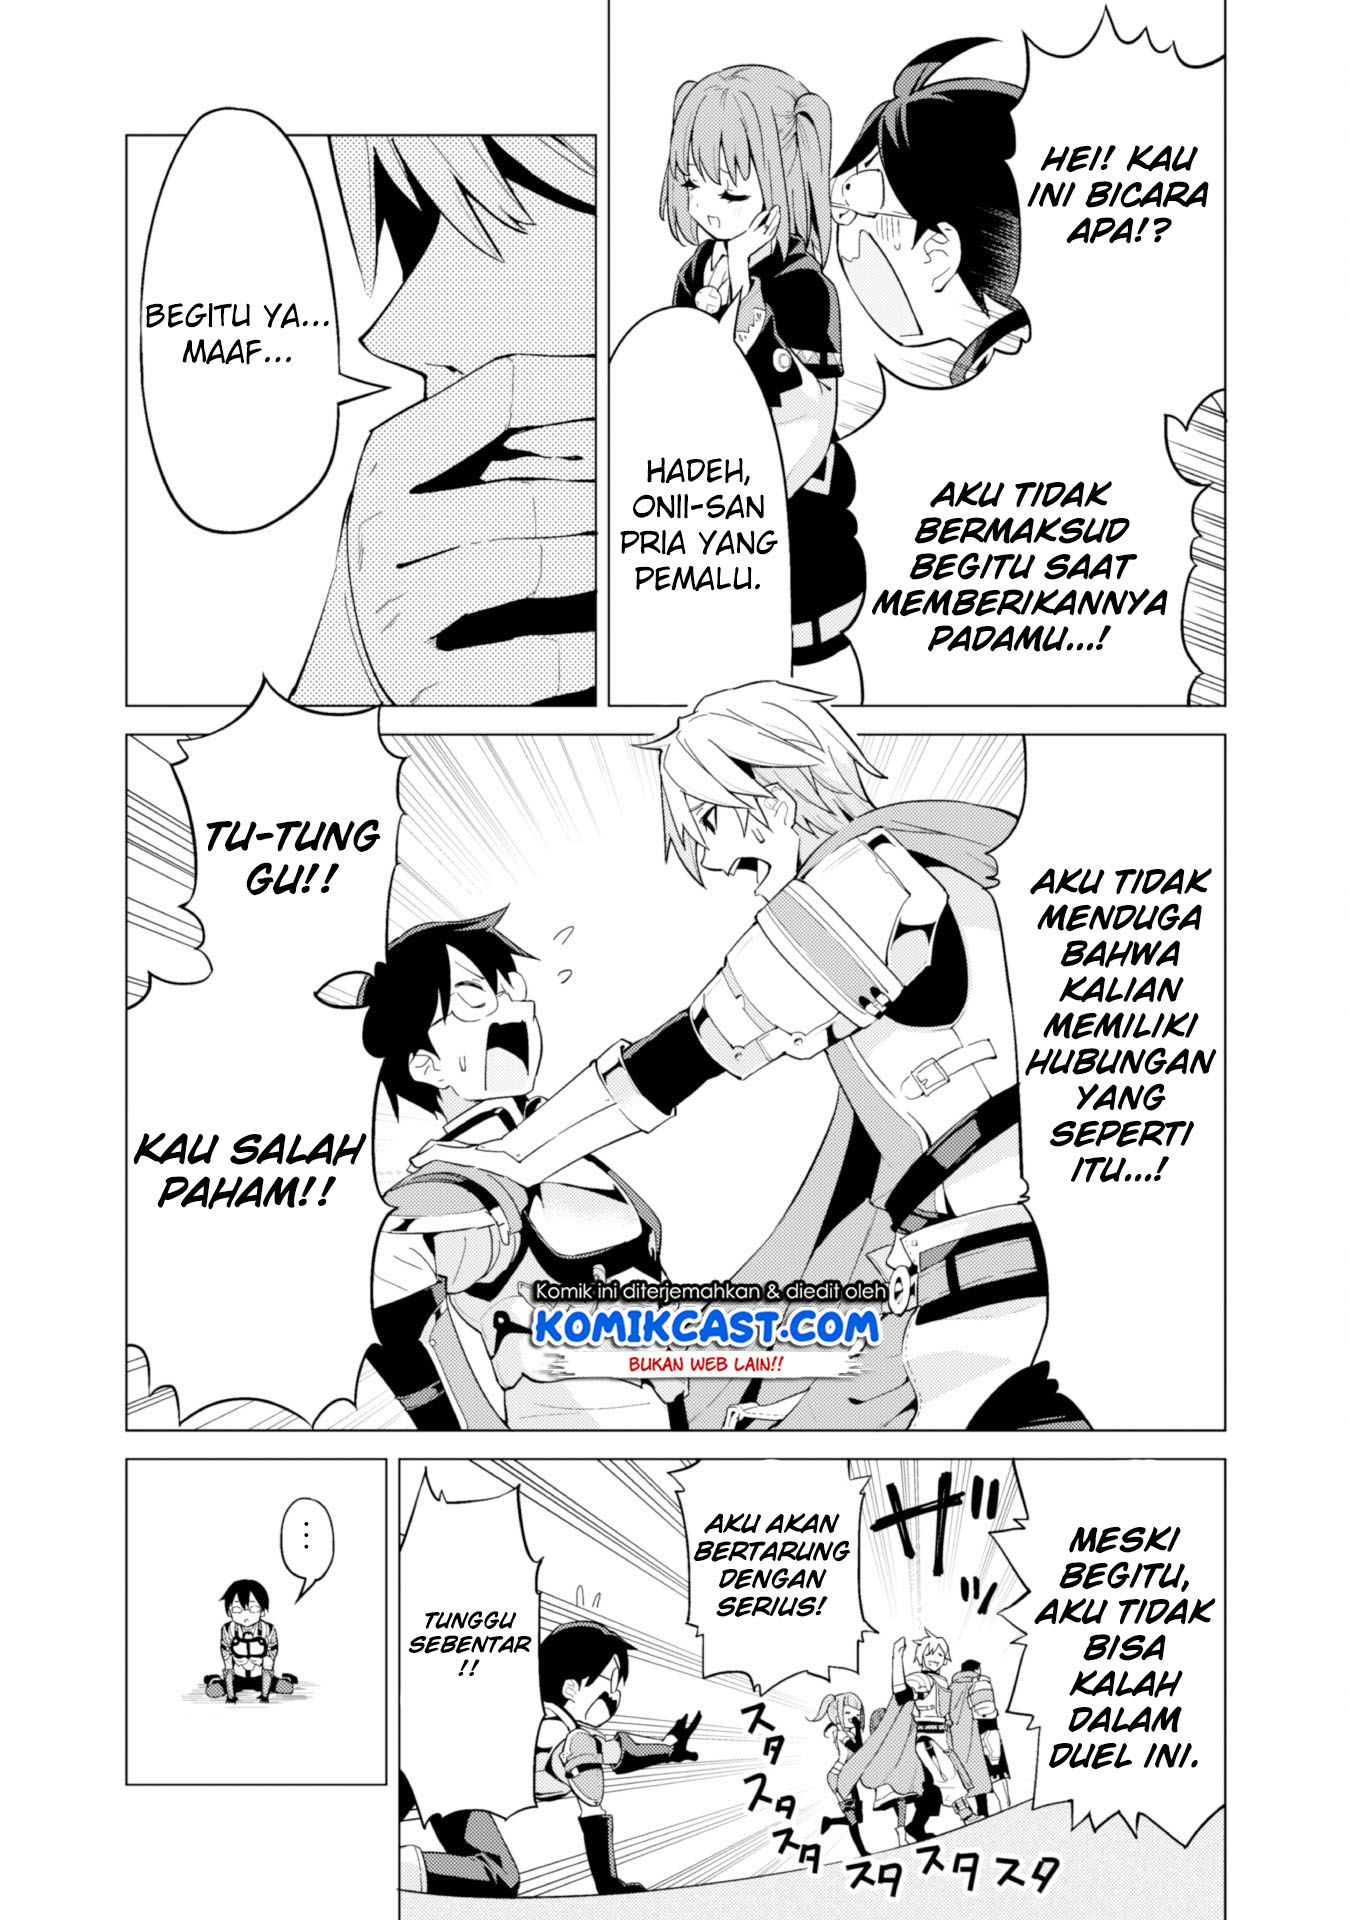 HEI! KAU
INI BICARA
APA!?
AKU TIDAK
BERMAKSUD
BEGITU SAAT
MEMBERIKANNYA
PADAMU...!
HADEH,
ONII-SAN
PRIA YANG
PEMALU.
BEGITU YA...
MAAF...
AKU TIDAK
MENDUGA
BAHWA
KALIAN
MEMILIKI
HUBUNGAN
YANG
SEPERTI
ITU...!
TU-TUNG
GU!!
KAU SALAH
PAHAM!!
Komik ini diterjemahkan & diedit oleh
KOMIKCAST.COM
BUKAN WEB LAIN!!
MESKI
BEGITU,
AKU TIDAK
BISA
KALAH
DALAM
DUEL INI.
ザッ
AKU AKAN
BERTARUNG
DENGAN
SERIUS!
スタ
スタ
スタ
スタ
スタ
スタ
TUNGGU
SEBENTAR
!!
...